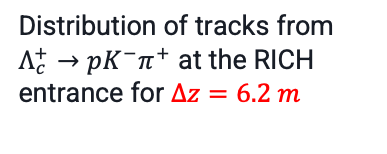 Distribution of tracks from
Λc⁺ → pK⁻π⁺ at the RICH
entrance for Δz = 6.2 m